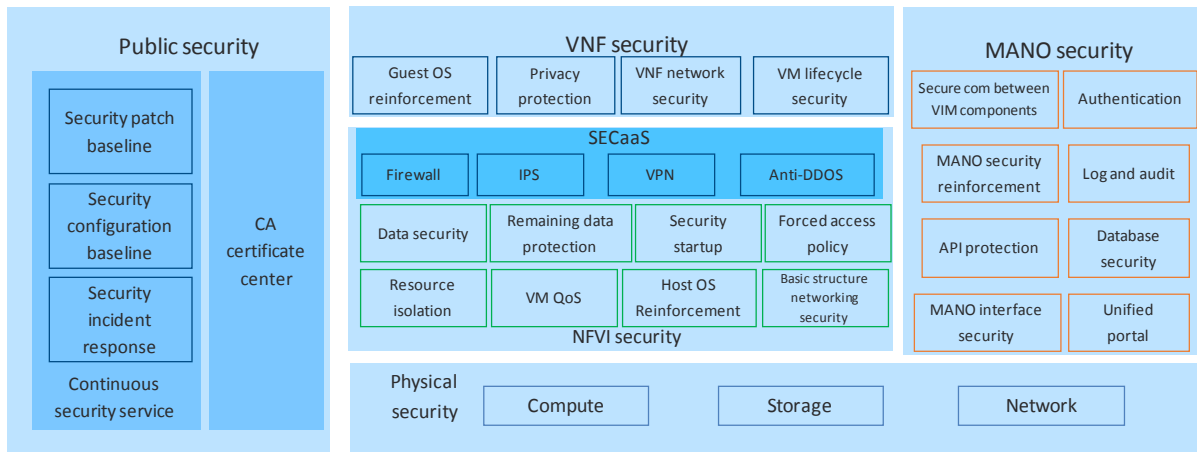 Public security
Security patch
baseline
Security
configuration
baseline
Security
incident
response
Continuous
security service
CA
certificate
center
VNF security
Guest OS
reinforcement
Privacy
protection
VNF network
security
VM lifecycle
security
SECaaS
Firewall
IPS
VPN
Anti-DDOS
Data security
Remaining data
protection
Security
startup
Forced access
policy
Resource
isolation
VM QoS
Host OS
Reinforcement
Basic structure
networking
security
NFVI security
MANO security
Secure com between
VIM components
Authentication
MANO security
reinforcement
Log and audit
API protection
Database
security
MANO interface
security
Unified
portal
Physical
security
Compute
Storage
Network